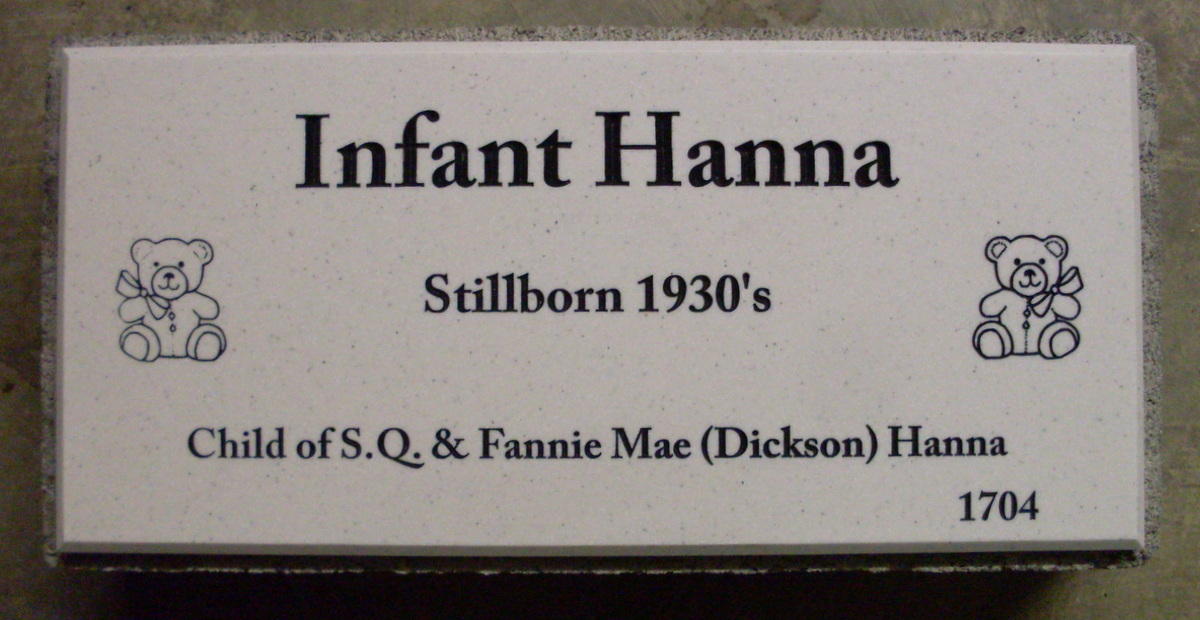 Infant Hanna
Stillborn 1930's
Child of S.Q. & Fannie Mae (Dickson) Hanna
1704